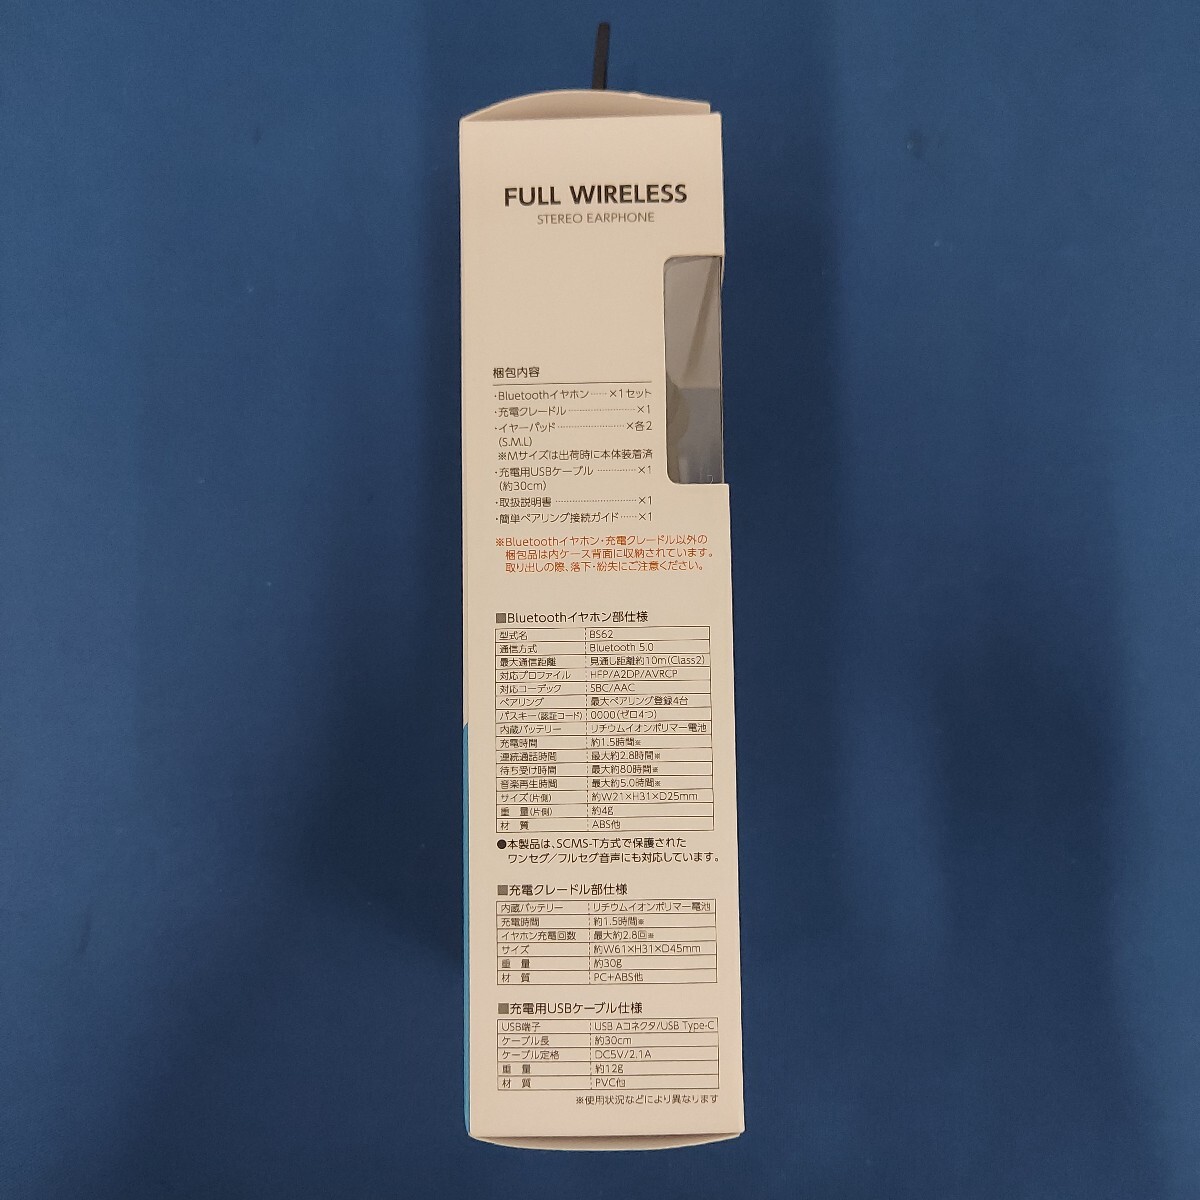 FULL WIRELESS
STEREO EARPHONE
梱包内容
・Bluetoothイヤホン……×1セット
・充電クレードル……………×1
・イヤーパッド……………×各2
(S.M.L)
※Mサイズは出荷時に本体装着済
・充電用USBケーブル…………×1
(約30cm)
・取扱説明書………………×1
・簡単ペアリング接続ガイド……×1
※Bluetoothイヤホン・充電クレードル以外の
梱包品は内ケース背面に収納されています。
取り出しの際、落下・紛失にご注意ください。
■Bluetoothイヤホン部仕様
型式名 BS62
通信方式 Bluetooth 5.0
最大通信距離 見通し距離約10m(Class2)
対応プロファイル HFP/A2DP/AVRCP
対応コーデック SBC/AAC
ペアリング 最大ペアリング登録4台
パスキー(認証コード) 0000(ゼロ4つ)
内蔵バッテリー リチウムイオンポリマー電池
充電時間 約1.5時間※
連続通話時間 最大約2.8時間※
待ち受け時間 最大約80時間※
音楽再生時間 最大約5.0時間※
サイズ(片側) 約W21×H31×D25mm
重 量(片側) 約4g
材 質 ABS他
●本製品は、SCMS-T方式で保護された
ワンセグ/フルセグ音声にも対応しています。
■充電クレードル部仕様
内蔵バッテリー リチウムイオンポリマー電池
充電時間 約1.5時間※
イヤホン充電回数 最大約2.8回※
サイズ 約W61×H31×D45mm
重 量 約30g
材 質 PC+ABS他
■充電用USBケーブル仕様
USB端子 USB Aコネクタ/USB Type-C
ケーブル長 約30cm
ケーブル定格 DC5V/2.1A
重 量 約12g
材 質 PVC他
※使用状況などにより異なります